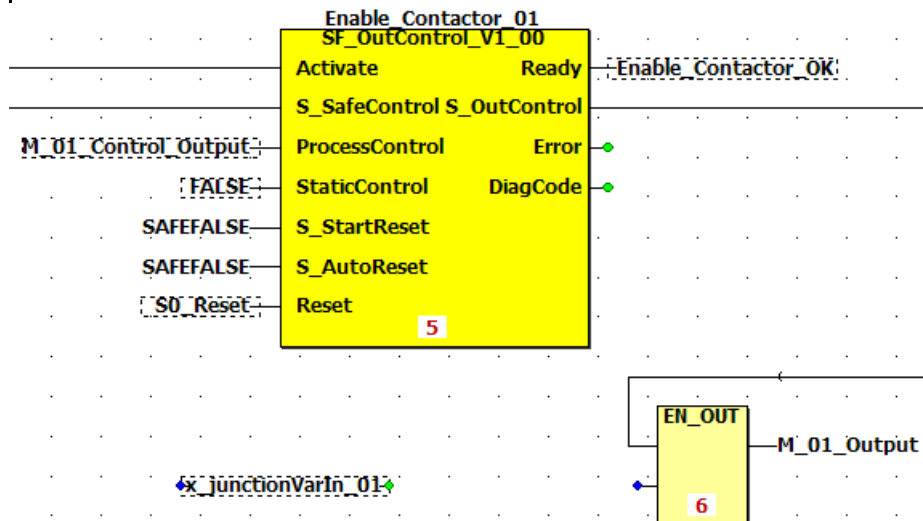 Enable_Contactor_01
SF_OutControl_V1_00
Activate Ready Enable_Contactor_OK
S_SafeControl S_OutControl
M_01_Control_Output ProcessControl Error
FALSE StaticControl DiagCode
SAFEFALSE S_StartReset
SAFEFALSE S_AutoReset
S0_Reset Reset
5
EN_OUT
M_01_Output
x_junctionVarIn_01
6